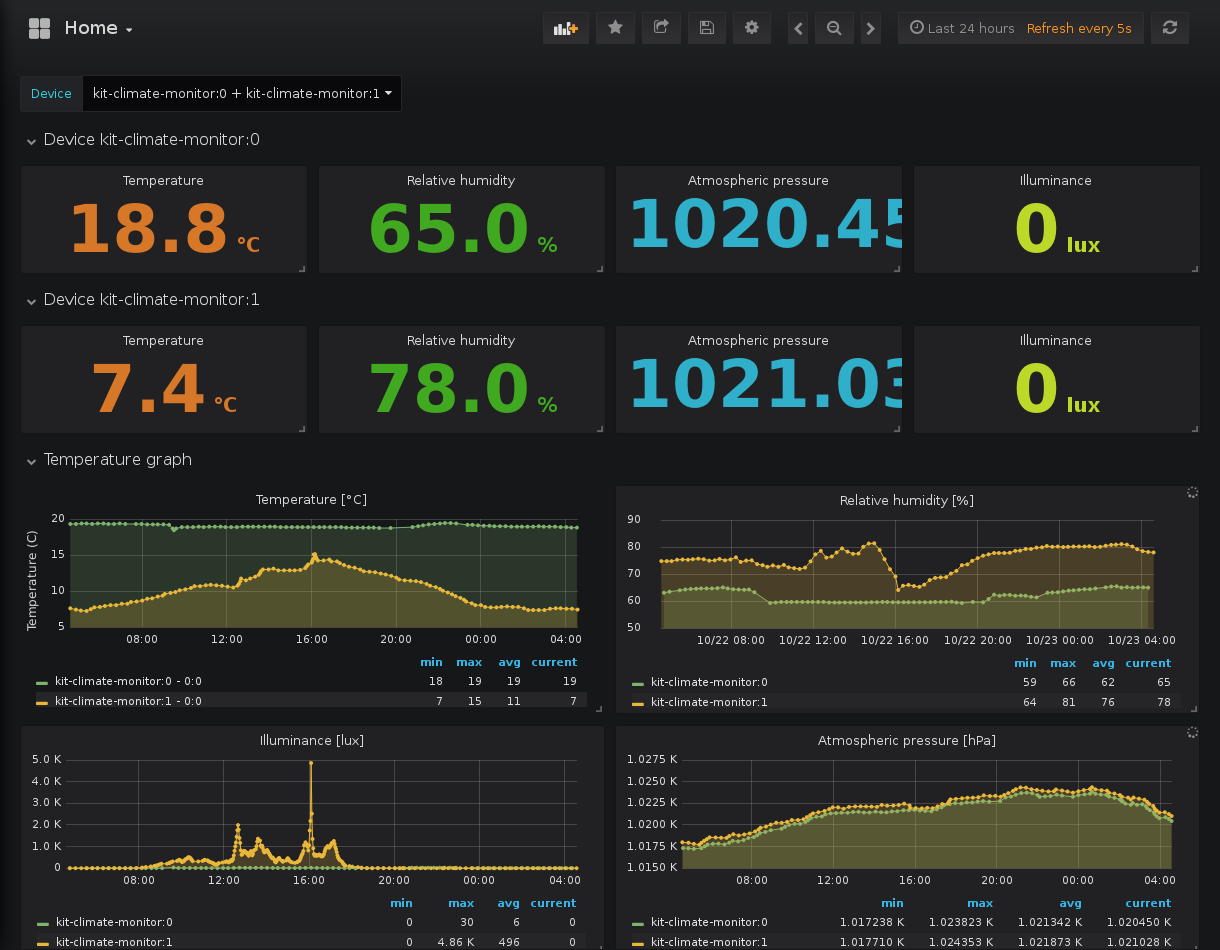 Home
Last 24 hours Refresh every 5s
Device kit-climate-monitor:0 + kit-climate-monitor:1
Device kit-climate-monitor:0
Temperature Relative humidity Atmospheric pressure Illuminance
18.8 °C 65.0 % 1020.45 0 lux
Device kit-climate-monitor:1
Temperature Relative humidity Atmospheric pressure Illuminance
7.4 °C 78.0 % 1021.03 0 lux
Temperature graph
Temperature [°C]
Temperature (C)
20
15
10
5
08:00 12:00 16:00 20:00 00:00 04:00
min max avg current
kit-climate-monitor:0 - 0:0 18 19 19 19
kit-climate-monitor:1 - 0:0 7 15 11 7
Relative humidity [%]
90
80
70
60
50
10/22 08:00 10/22 12:00 10/22 16:00 10/22 20:00 10/23 00:00 10/23 04:00
min max avg current
kit-climate-monitor:0 59 66 62 65
kit-climate-monitor:1 64 81 76 78
Illuminance [lux]
5.0 K
4.0 K
3.0 K
2.0 K
1.0 K
0
08:00 12:00 16:00 20:00 00:00 04:00
min max avg current
kit-climate-monitor:0 0 30 6 0
kit-climate-monitor:1 0 4.86 K 496 0
Atmospheric pressure [hPa]
1.0275 K
1.0250 K
1.0225 K
1.0200 K
1.0175 K
1.0150 K
08:00 12:00 16:00 20:00 00:00 04:00
min max avg current
kit-climate-monitor:0 1.017238 K 1.023823 K 1.021342 K 1.020450 K
kit-climate-monitor:1 1.017710 K 1.024353 K 1.021873 K 1.021028 K